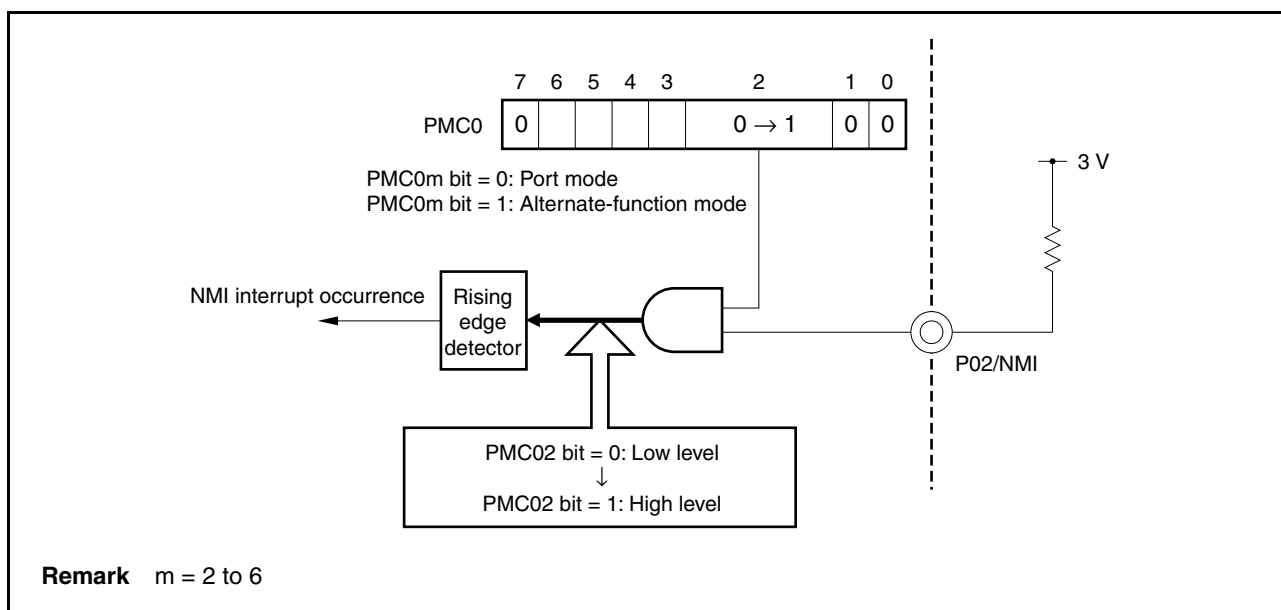 7 6 5 4 3 2 1 0
PMC0 0 0 → 1 0 0
3 V
PMC0m bit = 0: Port mode
PMC0m bit = 1: Alternate-function mode
NMI interrupt occurrence
Rising
edge
detector
P02/NMI
PMC02 bit = 0: Low level
↓
PMC02 bit = 1: High level
Remark m = 2 to 6